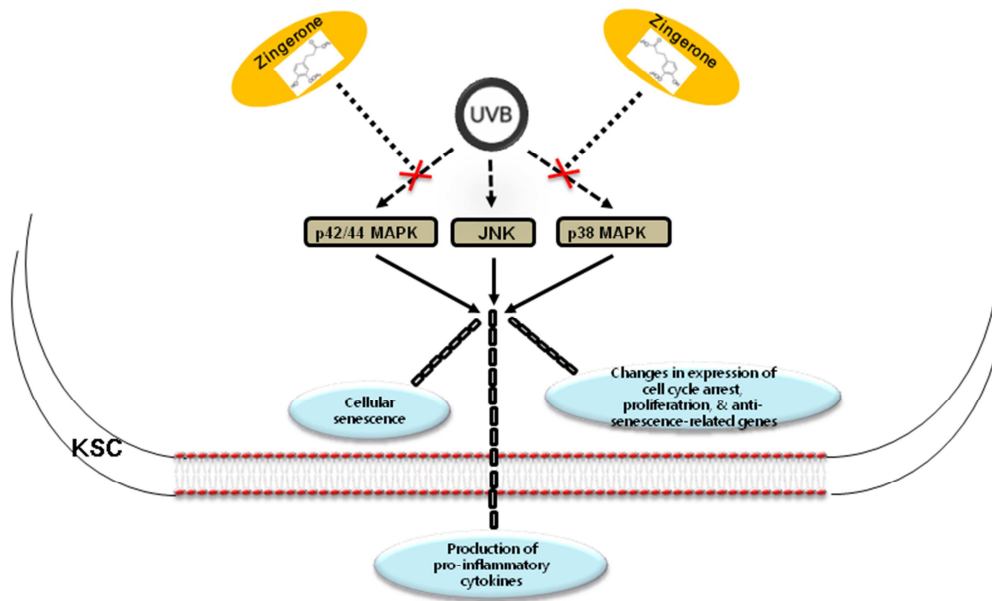 Zingerone
Zingerone
UVB
p42/44 MAPK
JNK
p38 MAPK
Changes in expression of
cell cycle arrest,
proliferatrion, & anti-
senescence-related genes
Cellular
senescence
KSC
Production of
pro-inflammatory
cytokines